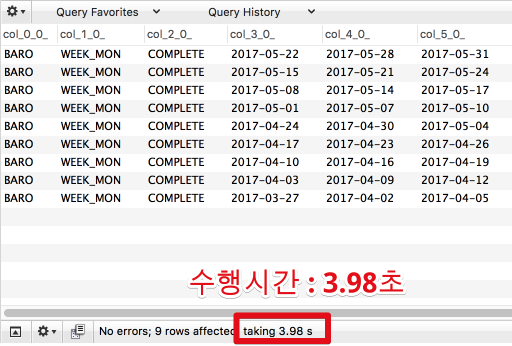 Query Favorites Query History
col_0_0_ col_1_0_ col_2_0_ col_3_0_ col_4_0_ col_5_0_
BARO WEEK_MON COMPLETE 2017-05-22 2017-05-28 2017-05-31
BARO WEEK_MON COMPLETE 2017-05-15 2017-05-21 2017-05-24
BARO WEEK_MON COMPLETE 2017-05-08 2017-05-14 2017-05-17
BARO WEEK_MON COMPLETE 2017-05-01 2017-05-07 2017-05-10
BARO WEEK_MON COMPLETE 2017-04-24 2017-04-30 2017-05-04
BARO WEEK_MON COMPLETE 2017-04-17 2017-04-23 2017-04-26
BARO WEEK_MON COMPLETE 2017-04-10 2017-04-16 2017-04-19
BARO WEEK_MON COMPLETE 2017-04-03 2017-04-09 2017-04-12
BARO WEEK_MON COMPLETE 2017-03-27 2017-04-02 2017-04-05
수행시간 : 3.98초
No errors; 9 rows affected, taking 3.98 s